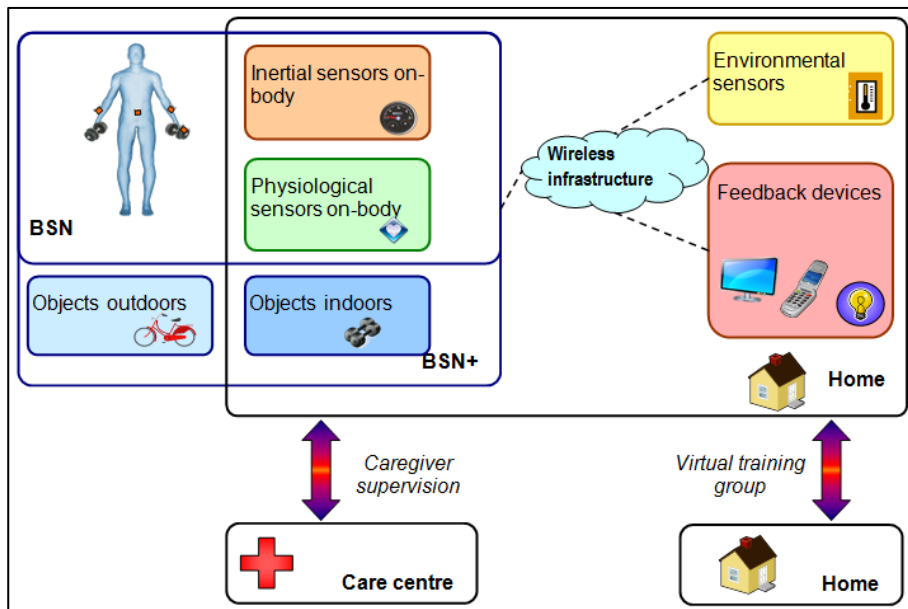 Inertial sensors on-
body
Environmental
sensors
Wireless
infrastructure
Physiological
sensors on-body
Feedback devices
BSN
Objects outdoors
Objects indoors
BSN+
Home
Caregiver
supervision
Virtual training
group
Care centre
Home